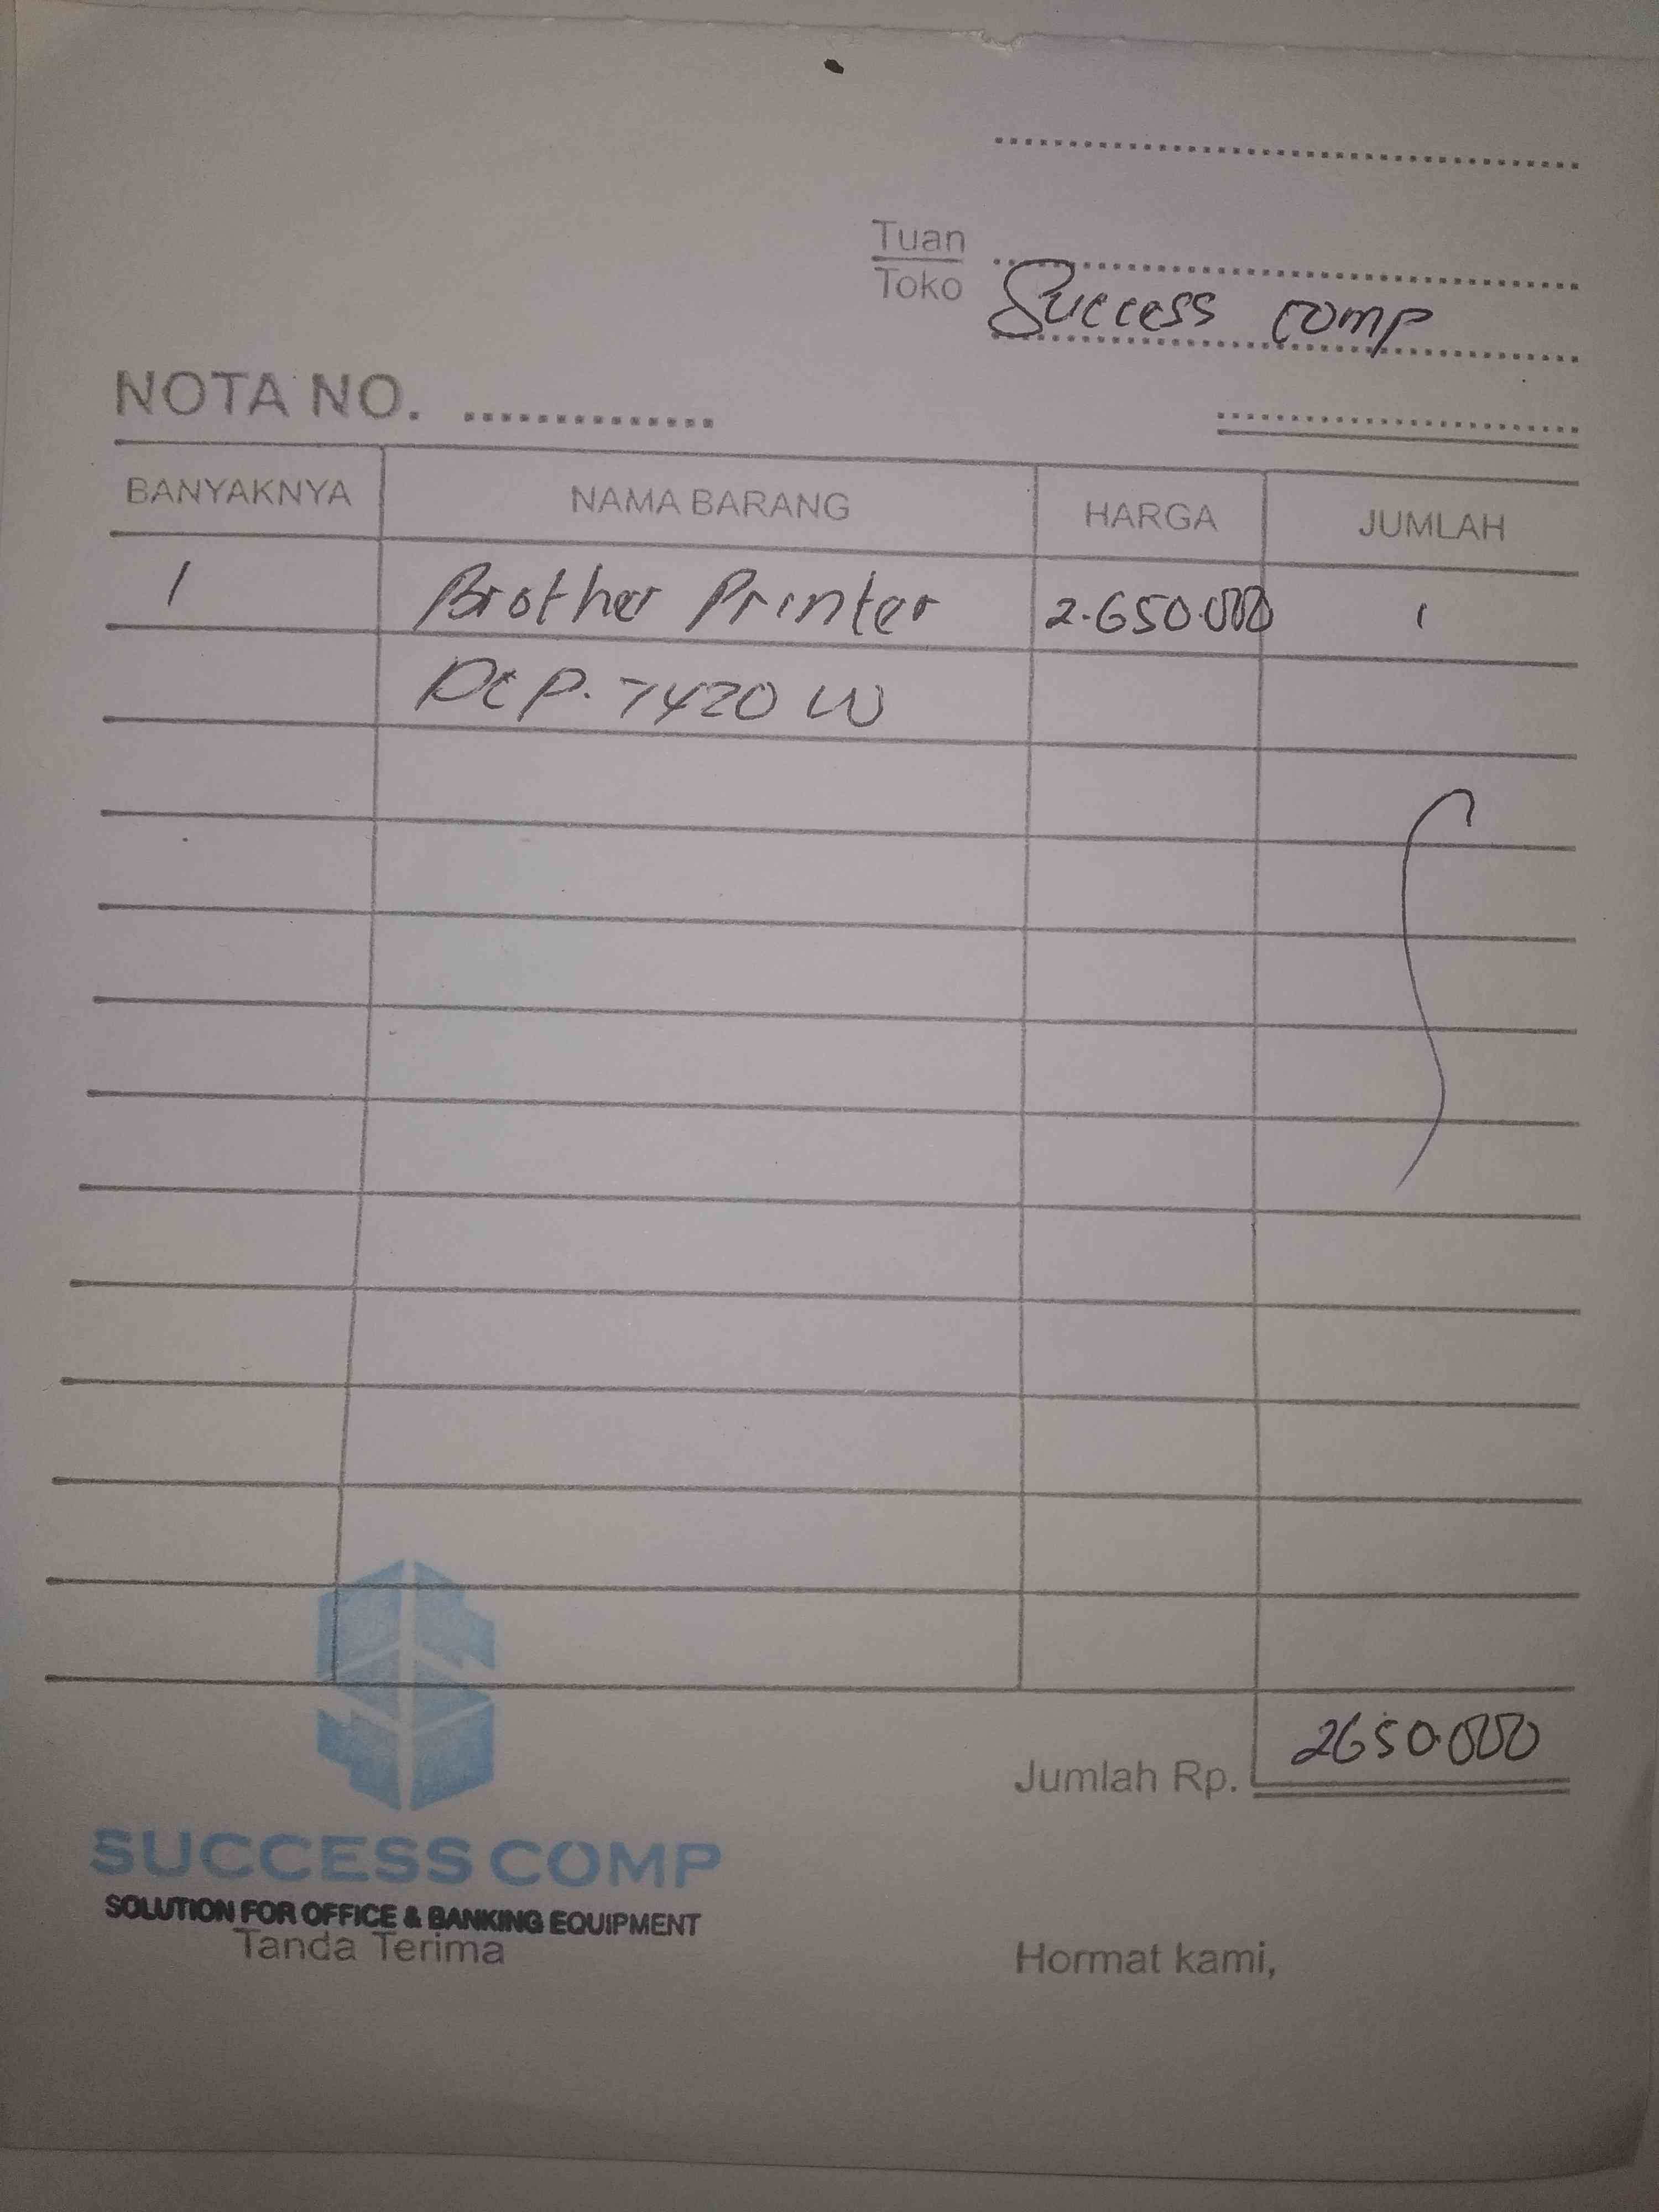 Tuan
Toko Success comp
NOTA NO. ..............
BANYAKNYA NAMA BARANG HARGA JUMLAH
1 Brother Printer 2.650.000 1
DCP. 7420 W
Jumlah Rp. 2650.000
SUCCESS COMP
SOLUTION FOR OFFICE & BANKING EQUIPMENT
Tanda Terima Hormat kami,